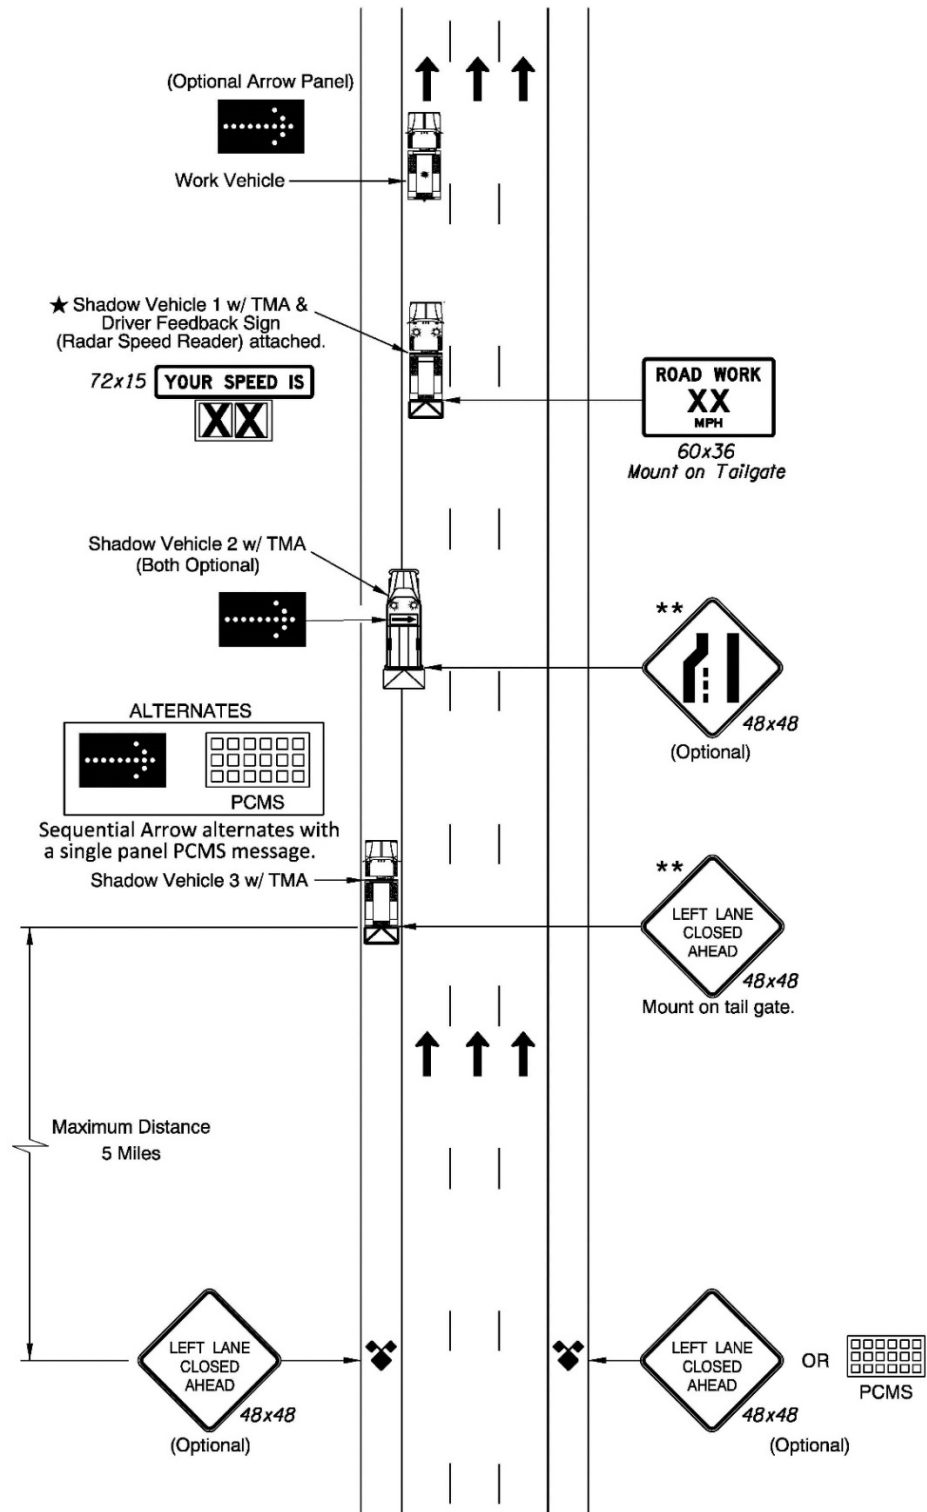 (Optional Arrow Panel)
Work Vehicle
★ Shadow Vehicle 1 w/ TMA &
Driver Feedback Sign
(Radar Speed Reader) attached.
72x15
YOUR SPEED IS
XX
ROAD WORK
XX
MPH
60x36
Mount on Tailgate
Shadow Vehicle 2 w/ TMA
(Both Optional)
**
48x48
(Optional)
ALTERNATES
PCMS
Sequential Arrow alternates with
a single panel PCMS message.
Shadow Vehicle 3 w/ TMA
**
LEFT LANE
CLOSED
AHEAD
48x48
Mount on tail gate.
Maximum Distance
5 Miles
LEFT LANE
CLOSED
AHEAD
48x48
(Optional)
LEFT LANE
CLOSED
AHEAD
48x48
OR
PCMS
(Optional)